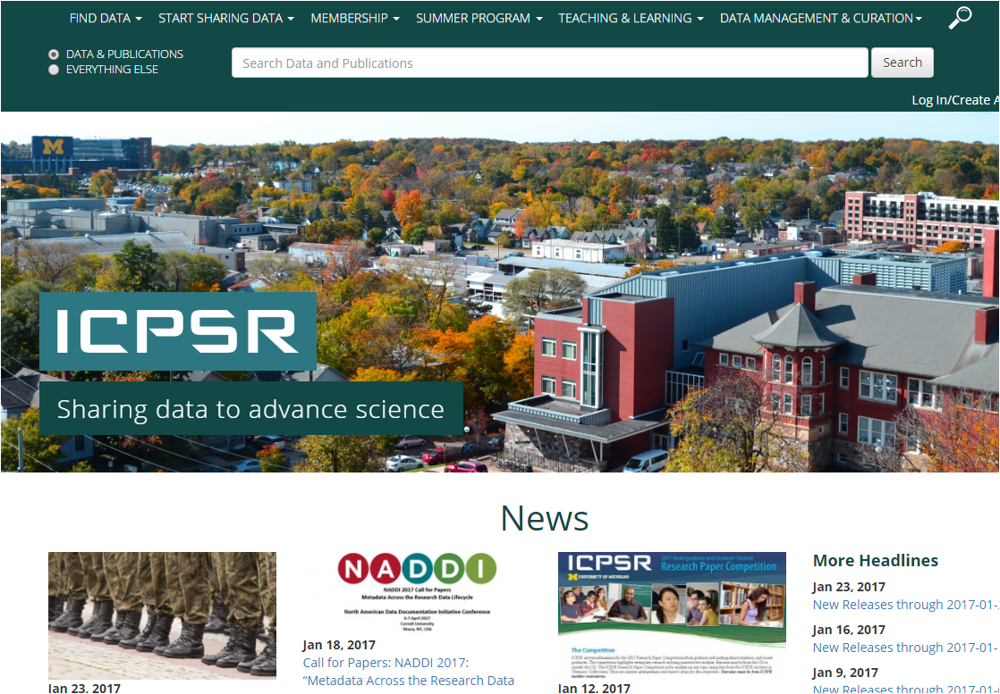 FIND DATA
START SHARING DATA
MEMBERSHIP
SUMMER PROGRAM
TEACHING & LEARNING
DATA MANAGEMENT & CURATION
DATA & PUBLICATIONS
EVERYTHING ELSE
Search Data and Publications
Search
Log In/Create A
M
ICPSR
Sharing data to advance science
News
NADDI
NADDI 2017 Call for Papers
Metadata Across the Research Data Lifecycle
North American Data Documentation Initiative Conference
4-7 April 2017
Cornell University
Ithaca, NY, USA
Jan 23, 2017
Jan 18, 2017
Call for Papers: NADDI 2017:
“Metadata Across the Research Data
ICPSR
UNIVERSITY OF MICHIGAN
2017 Undergraduate and Graduate Student
Research Paper Competition
The Competition
Jan 12, 2017
More Headlines
Jan 23, 2017
New Releases through 2017-01-
Jan 16, 2017
New Releases through 2017-01-
Jan 9, 2017
New Releases through 2017-01-